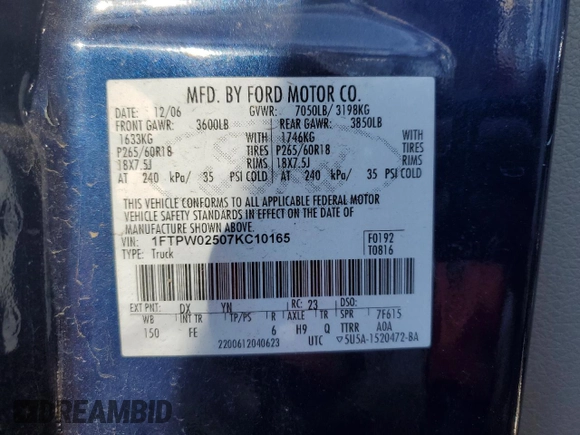 MFD. BY FORD MOTOR CO.
DATE: 12/06 GVWR: 7050LB/ 3198KG
FRONT GAWR: 3600LB REAR GAWR: 3850LB
1633KG WITH 1746KG WITH
P265/60R18 TIRES P265/60R18 TIRES
18X7.5J RIMS 18X7.5J RIMS
AT 240 kPa/ 35 PSI COLD AT 240 kPa/ 35 PSI COLD
THIS VEHICLE CONFORMS TO ALL APPLICABLE FEDERAL MOTOR
VEHICLE SAFETY STANDARDS IN EFFECT ON THE DATE OF
MANUFACTURE SHOWN ABOVE.
VIN: 1FTPW02507KC10165 F0192
TYPE: Truck T0816
EXT PNT: DX YN RC: 23 DSO:
WB INT TR TP/PS R AXLE TR SPR 7F615
150 FE 6 H9 Q TTRR A0A
2200612040623 UTC ▽5U5A-1520472-BA
DREAMBID